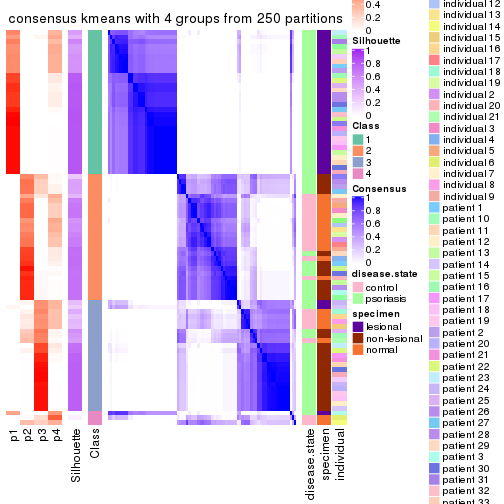 consensus kmeans with 4 groups from 250 partitions
p1
p2
p3
p4
Silhouette
Class
disease.state
specimen
individual
0.4
0.2
0
Silhouette
1
0.8
0.6
0.4
0.2
0
Class
1
2
3
4
Consensus
1
0.8
0.6
0.4
0.2
0
disease.state
control
psoriasis
specimen
lesional
non-lesional
normal
individual 12
individual 13
individual 14
individual 15
individual 16
individual 17
individual 18
individual 19
individual 2
individual 20
individual 21
individual 3
individual 4
individual 5
individual 6
individual 7
individual 8
individual 9
patient 1
patient 10
patient 11
patient 12
patient 13
patient 14
patient 15
patient 16
patient 17
patient 18
patient 19
patient 2
patient 20
patient 21
patient 22
patient 23
patient 24
patient 25
patient 26
patient 27
patient 28
patient 29
patient 3
patient 30
patient 31
patient 32
patient 33